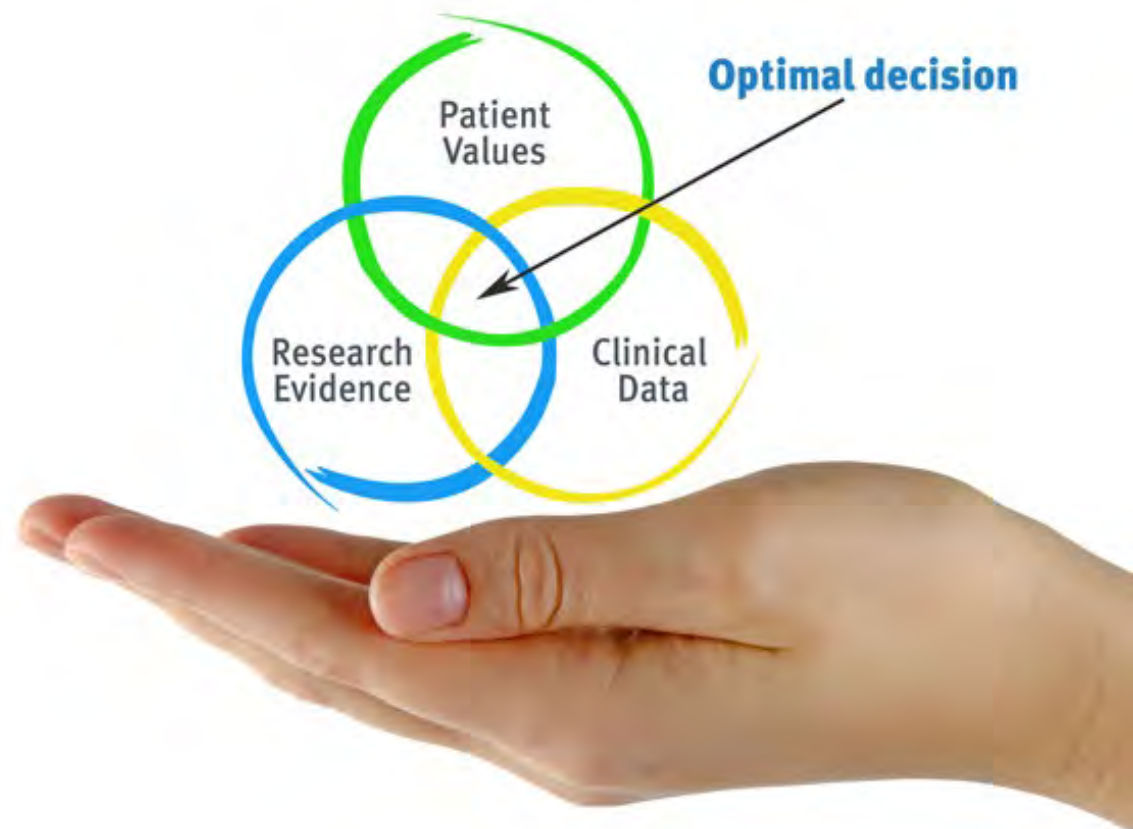 Optimal decision
Patient
Values
Research
Evidence
Clinical
Data